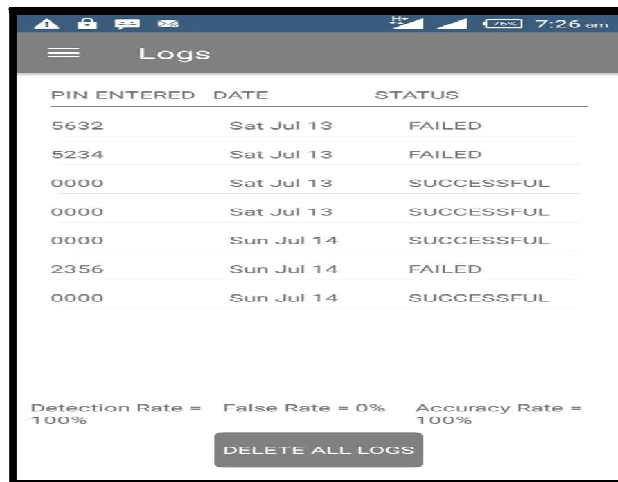 H+ 76% 7:26 am
Logs
PIN ENTERED DATE STATUS
5632 Sat Jul 13 FAILED
5234 Sat Jul 13 FAILED
0000 Sat Jul 13 SUCCESSFUL
0000 Sat Jul 13 SUCCESSFUL
0000 Sun Jul 14 SUCCESSFUL
2356 Sun Jul 14 FAILED
0000 Sun Jul 14 SUCCESSFUL
Detection Rate = False Rate = 0% Accuracy Rate =
100% 100%
DELETE ALL LOGS